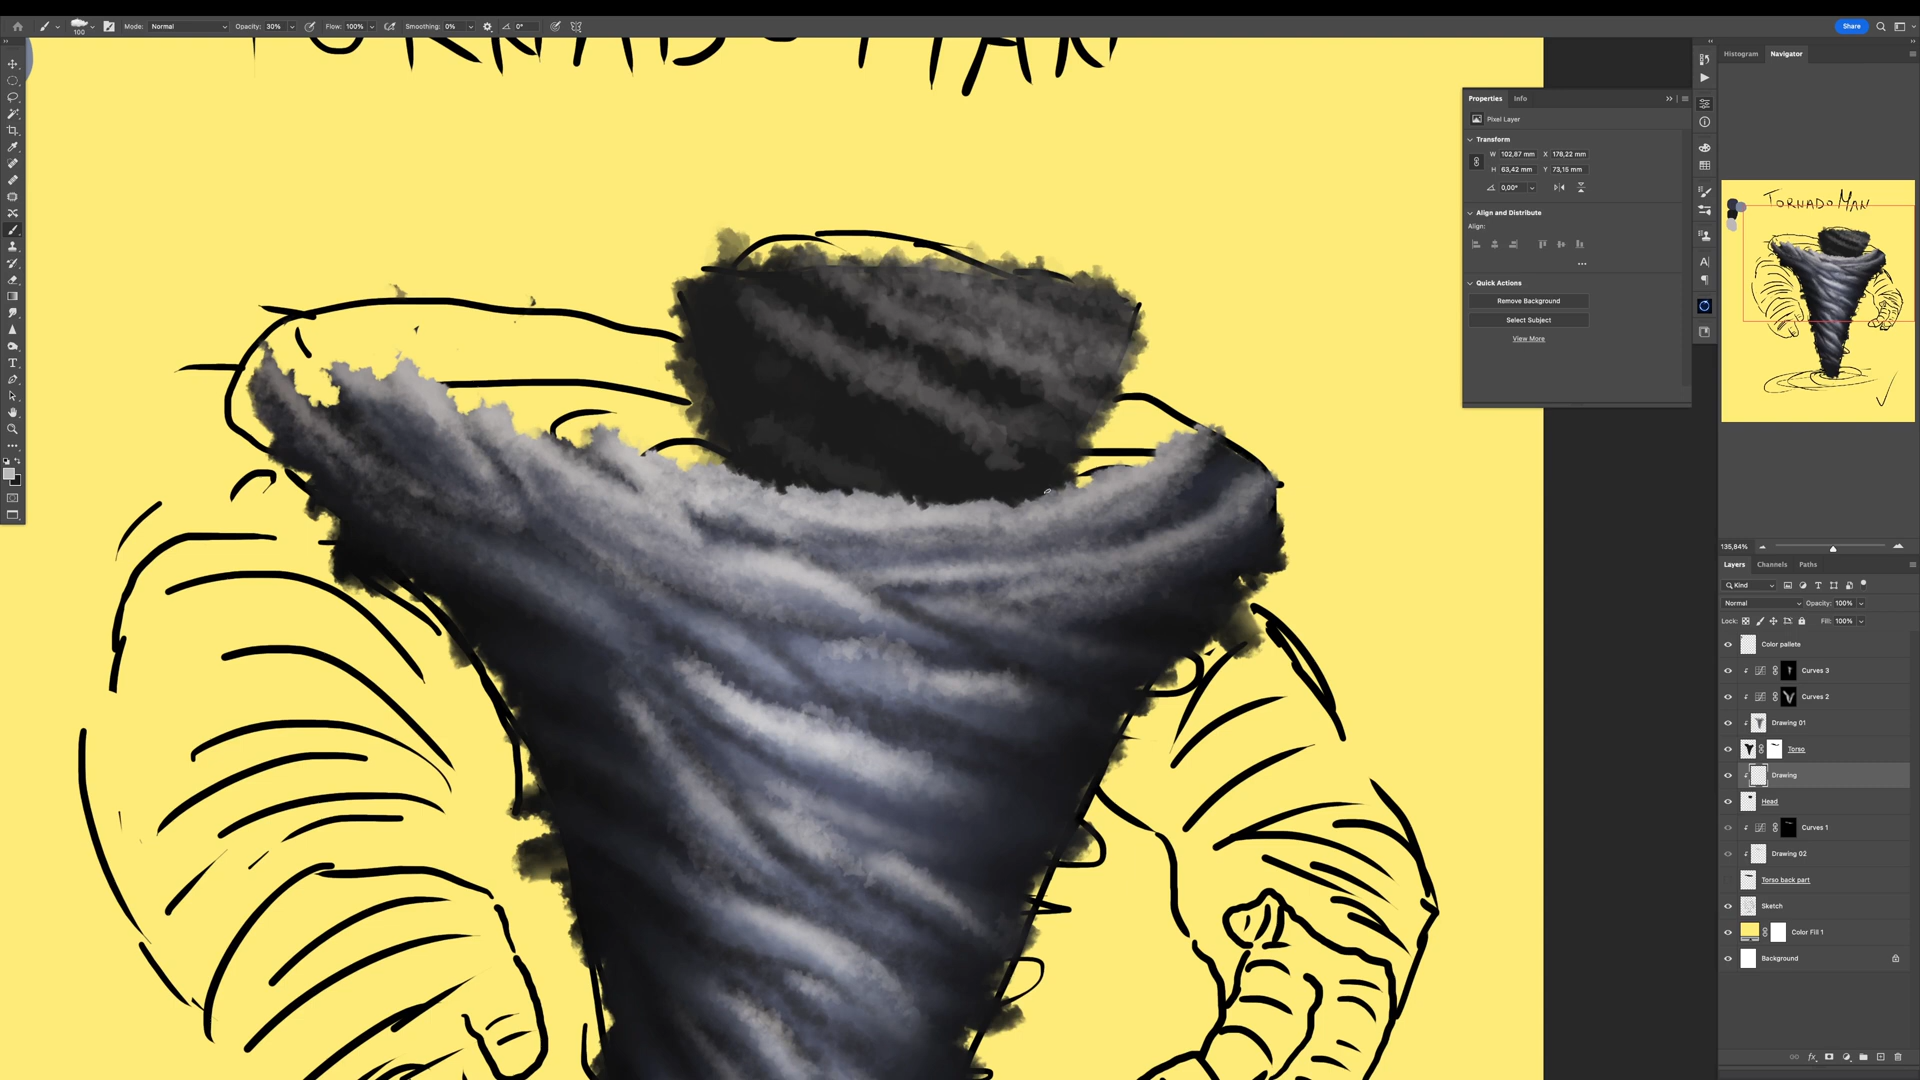 100
Mode: Normal
Opacity: 30%
Flow: 100%
Smoothing: 0%
0°
Share
TORNADO MAN
Histogram
Navigator
Properties
Info
Pixel Layer
Transform
W 102,87 mm X 178,22 mm
H 63,42 mm Y 73,15 mm
0,00°
Align and Distribute
Align:
Quick Actions
Remove Background
Select Subject
View More
TORNADO MAN
135,84%
Layers
Channels
Paths
Kind
Normal
Opacity: 100%
Lock:
Fill: 100%
Color pallete
Curves 3
Curves 2
Drawing 01
Torso
Drawing
Head
Curves 1
Drawing 02
Torso back part
Sketch
Color Fill 1
Background
fx